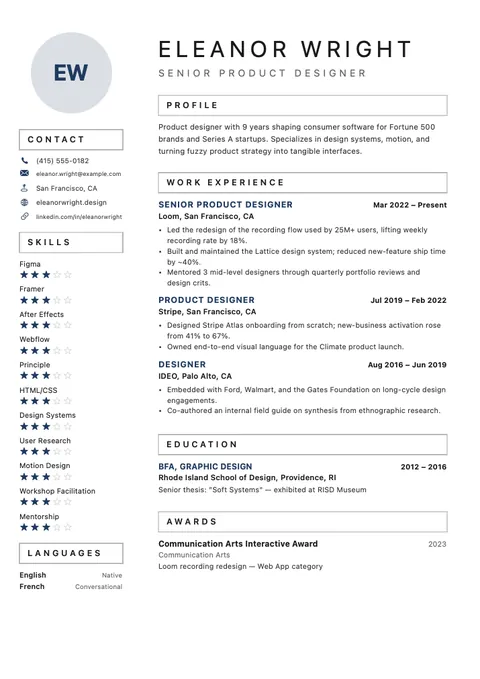 EW
CONTACT
(415) 555-0182
eleanor.wright@example.com
San Francisco, CA
eleanorwright.design
linkedin.com/in/eleanorwright
SKILLS
Figma
Framer
After Effects
Webflow
Principle
HTML/CSS
Design Systems
User Research
Motion Design
Workshop Facilitation
Mentorship
LANGUAGES
English Native
French Conversational
ELEANOR WRIGHT
SENIOR PRODUCT DESIGNER
PROFILE
Product designer with 9 years shaping consumer software for Fortune 500
brands and Series A startups. Specializes in design systems, motion, and
turning fuzzy product strategy into tangible interfaces.
WORK EXPERIENCE
SENIOR PRODUCT DESIGNER Mar 2022 – Present
Loom, San Francisco, CA
• Led the redesign of the recording flow used by 25M+ users, lifting weekly
recording rate by 18%.
• Built and maintained the Lattice design system; reduced new-feature ship time
by ~40%.
• Mentored 3 mid-level designers through quarterly portfolio reviews and
design crits.
PRODUCT DESIGNER Jul 2019 – Feb 2022
Stripe, San Francisco, CA
• Designed Stripe Atlas onboarding from scratch; new-business activation rose
from 41% to 67%.
• Owned end-to-end visual language for the Climate product launch.
DESIGNER Aug 2016 – Jun 2019
IDEO, Palo Alto, CA
• Embedded with Ford, Walmart, and the Gates Foundation on long-cycle design
engagements.
• Co-authored an internal field guide on synthesis from ethnographic research.
EDUCATION
BFA, GRAPHIC DESIGN 2012 – 2016
Rhode Island School of Design, Providence, RI
Senior thesis: "Soft Systems" — exhibited at RISD Museum
AWARDS
Communication Arts Interactive Award 2023
Communication Arts
Loom recording redesign — Web App category